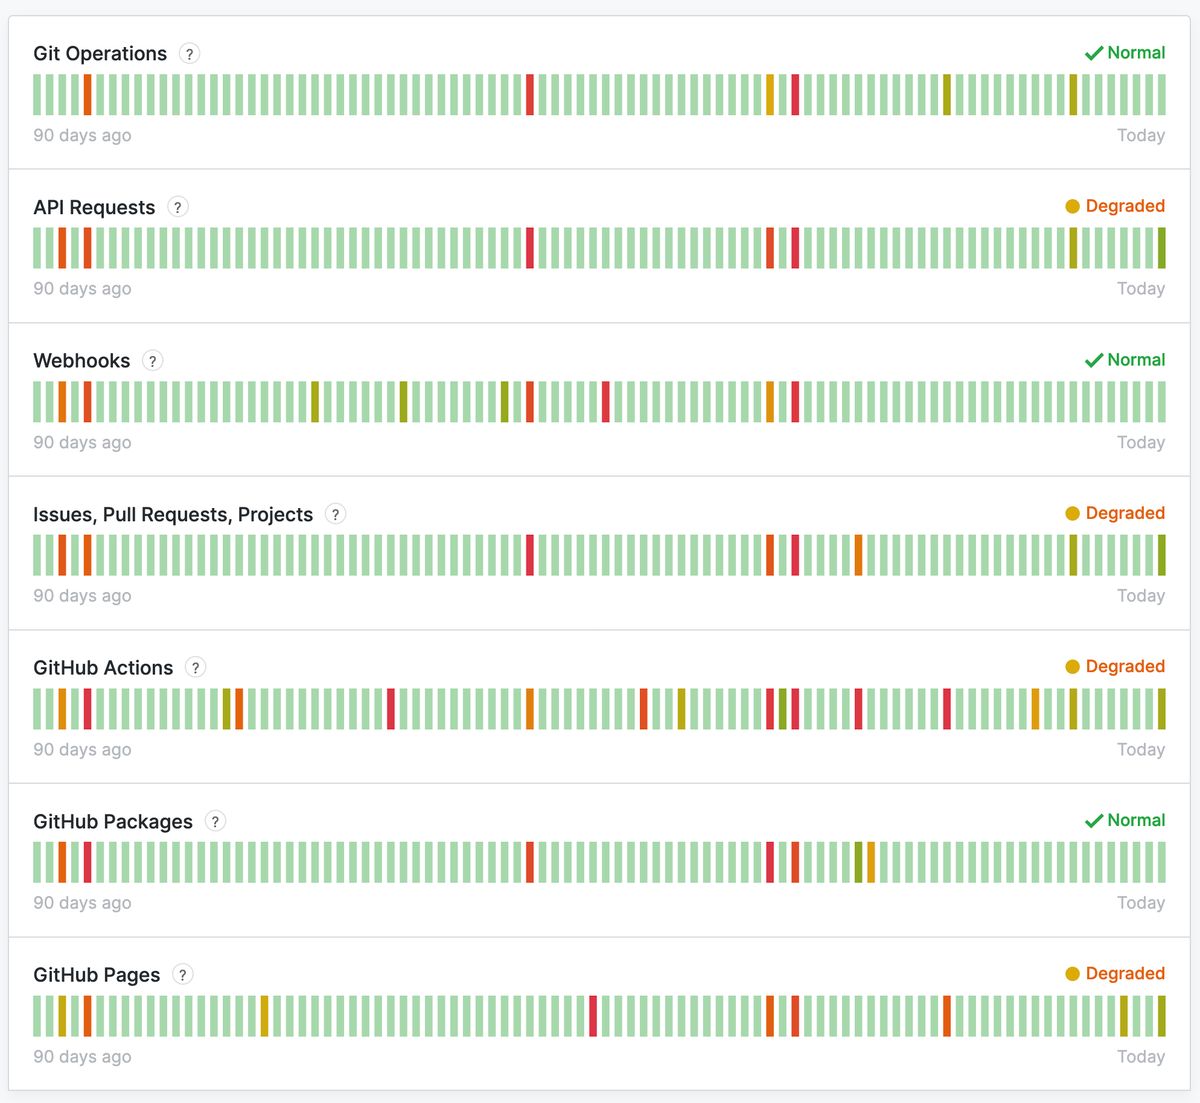 Git Operations ?
Normal
90 days ago
Today
API Requests ?
Degraded
90 days ago
Today
Webhooks ?
Normal
90 days ago
Today
Issues, Pull Requests, Projects ?
Degraded
90 days ago
Today
GitHub Actions ?
Degraded
90 days ago
Today
GitHub Packages ?
Normal
90 days ago
Today
GitHub Pages ?
Degraded
90 days ago
Today